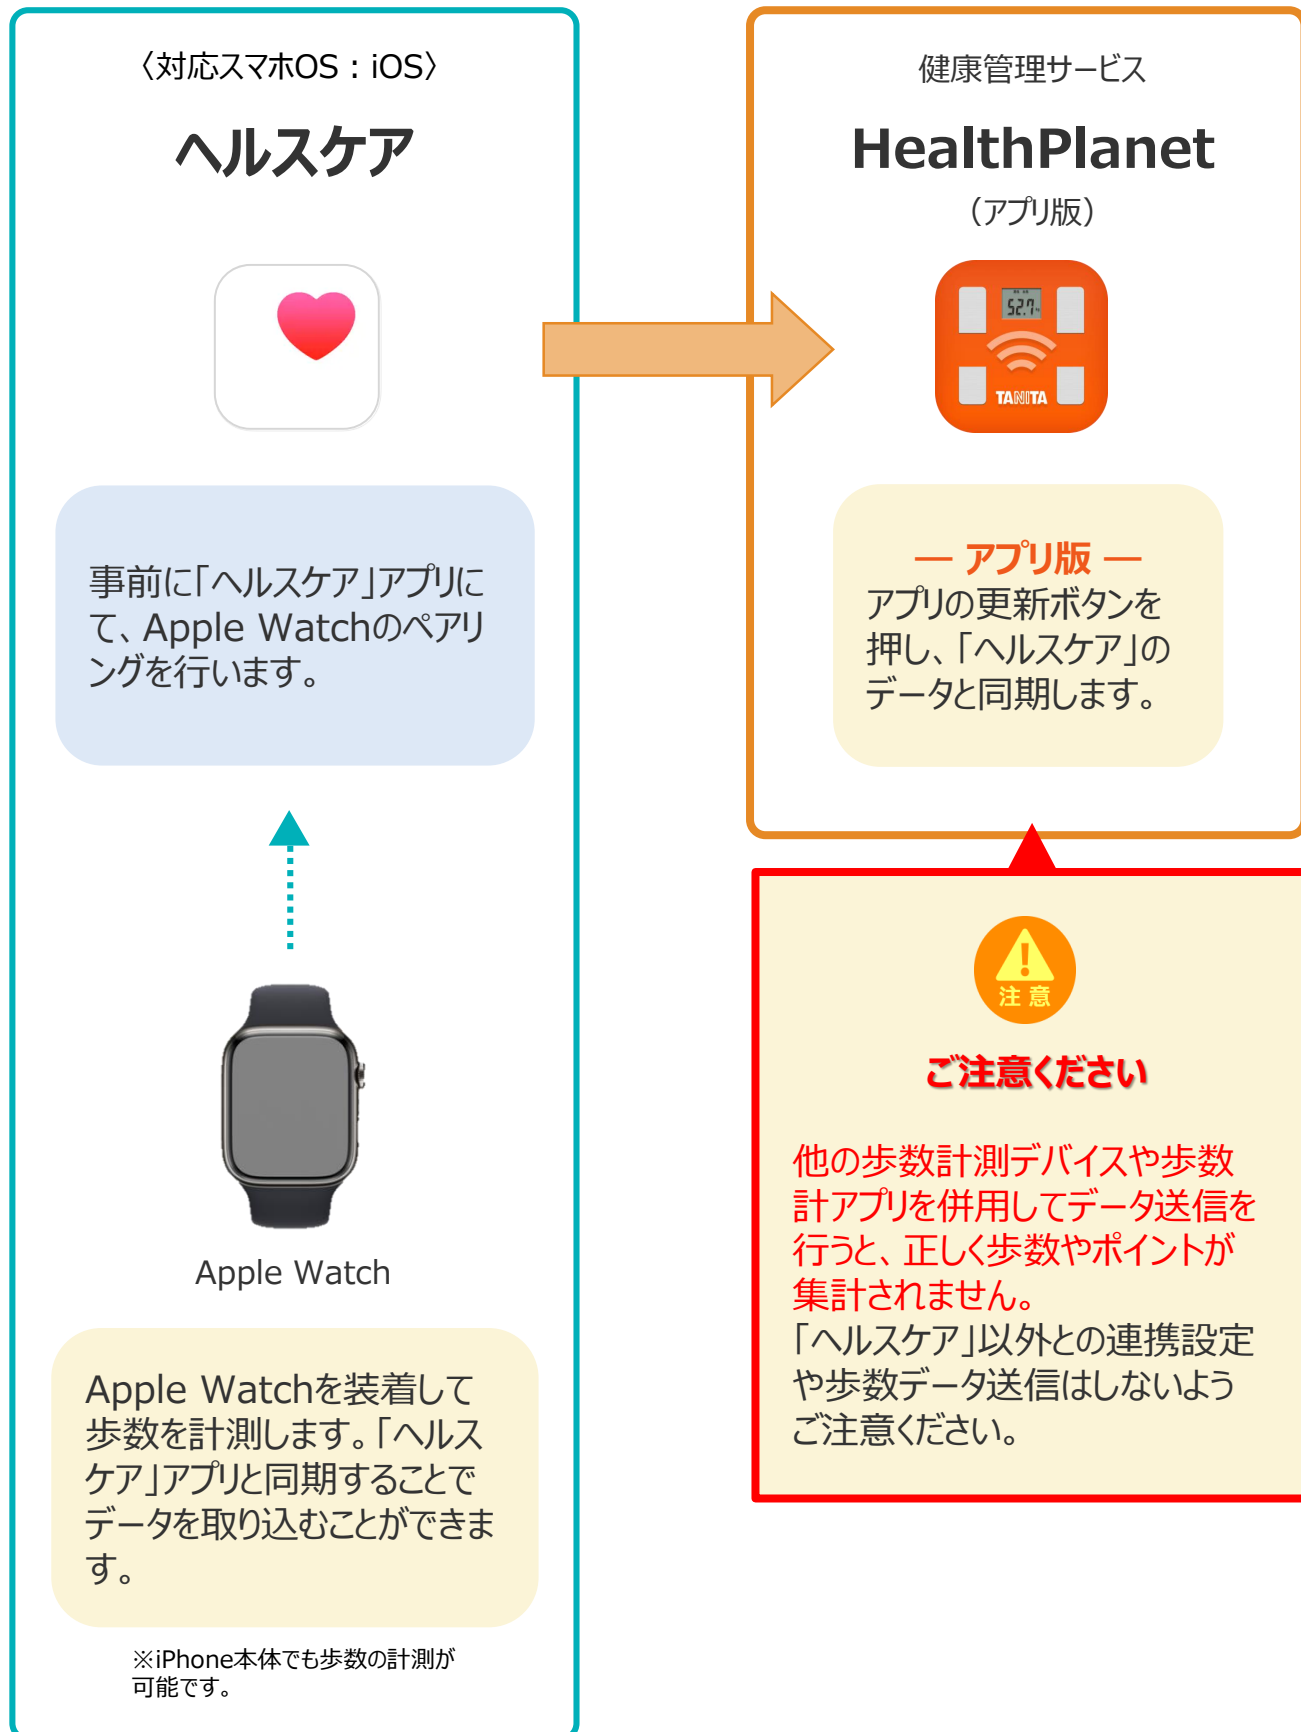 〈対応スマホOS：iOS〉
ヘルスケア
事前に「ヘルスケア」アプリに
て、Apple Watchのペアリ
ングを行います。
Apple Watch
Apple Watchを装着して
歩数を計測します。「ヘルス
ケア」アプリと同期することで
データを取り込むことができま
す。
※iPhone本体でも歩数の計測が
可能です。
健康管理サービス
HealthPlanet
（アプリ版）
52.7
TANITA
― アプリ版 ―
アプリの更新ボタンを
押し、「ヘルスケア」の
データと同期します。
注意
ご注意ください
他の歩数計測デバイスや歩数
計アプリを併用してデータ送信を
行うと、正しく歩数やポイントが
集計されません。
「ヘルスケア」以外との連携設定
や歩数データ送信はしないよう
ご注意ください。